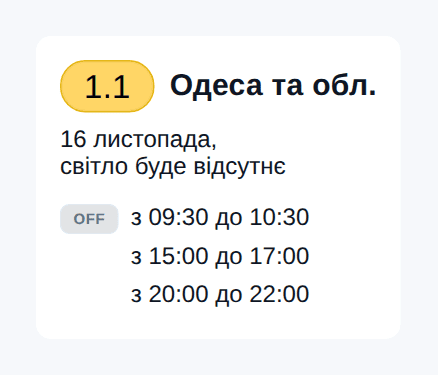 1.1 Одеса та обл.
16 листопада,
світло буде відсутнє
OFF з 09:30 до 10:30
з 15:00 до 17:00
з 20:00 до 22:00